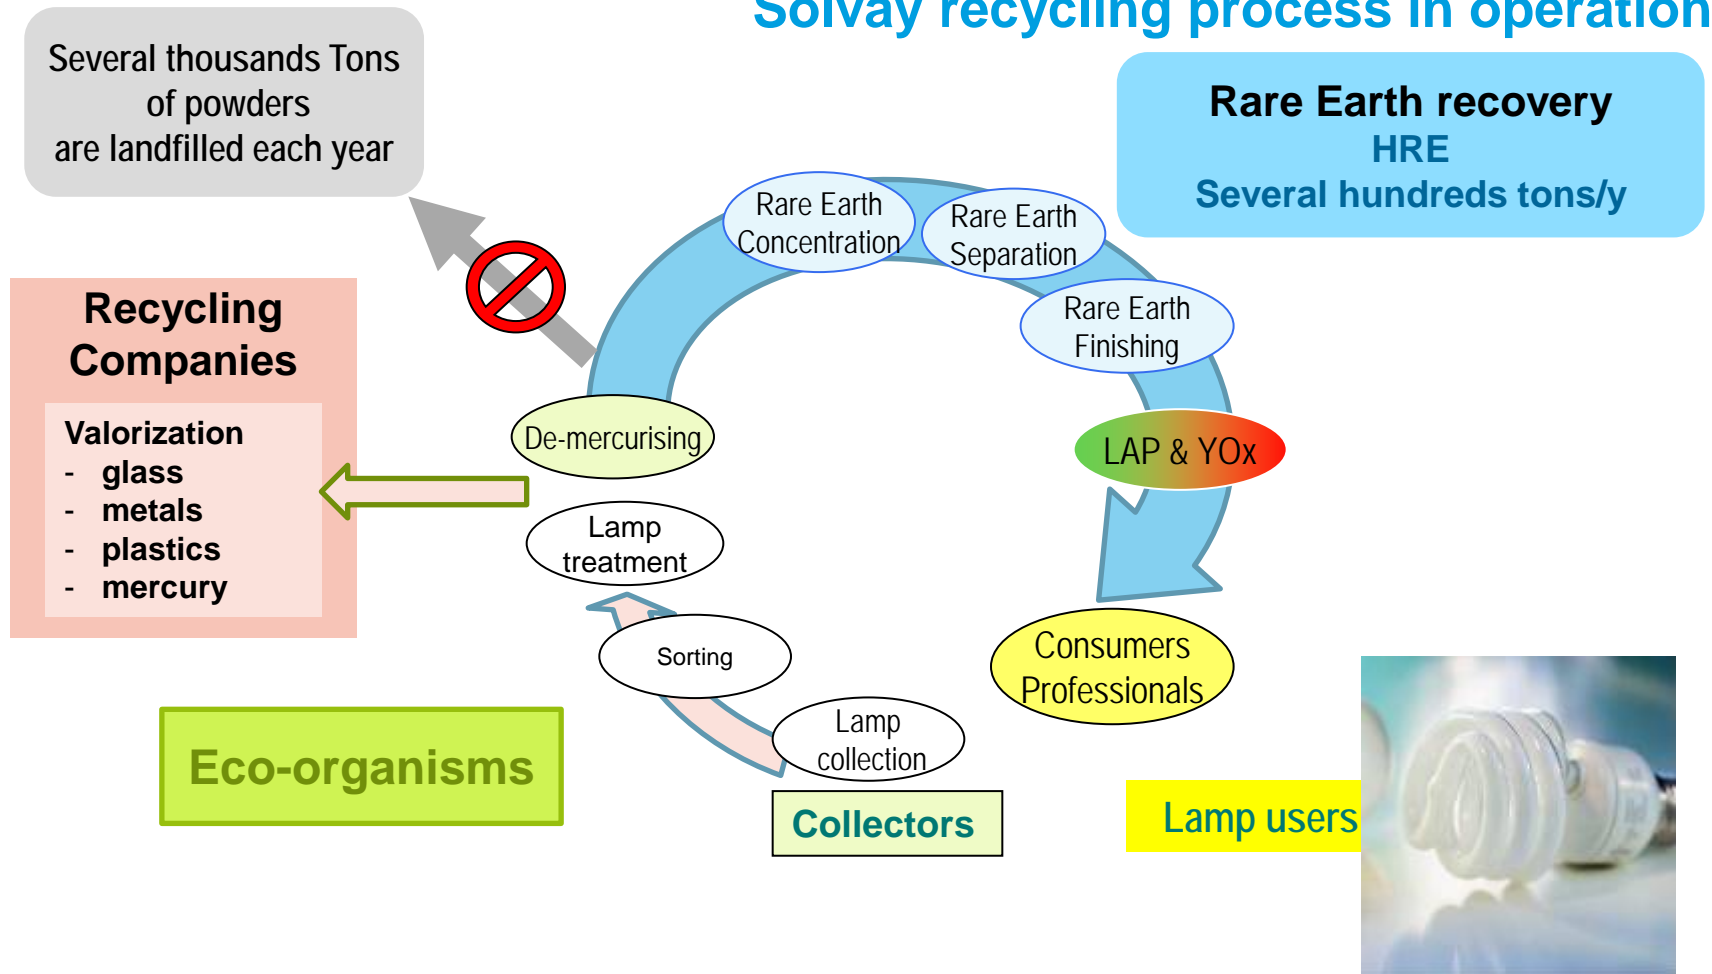 Solvay recycling process in operation
Several thousands Tons
of powders
are landfilled each year
Rare Earth recovery
HRE
Several hundreds tons/y
Rare Earth
Concentration
Rare Earth
Separation
Rare Earth
Finishing
Recycling
Companies
Valorization
- glass
- metals
- plastics
- mercury
De-mercurising
LAP & YOx
Lamp
treatment
Sorting
Consumers
Professionals
Lamp
collection
Eco-organisms
Collectors
Lamp users